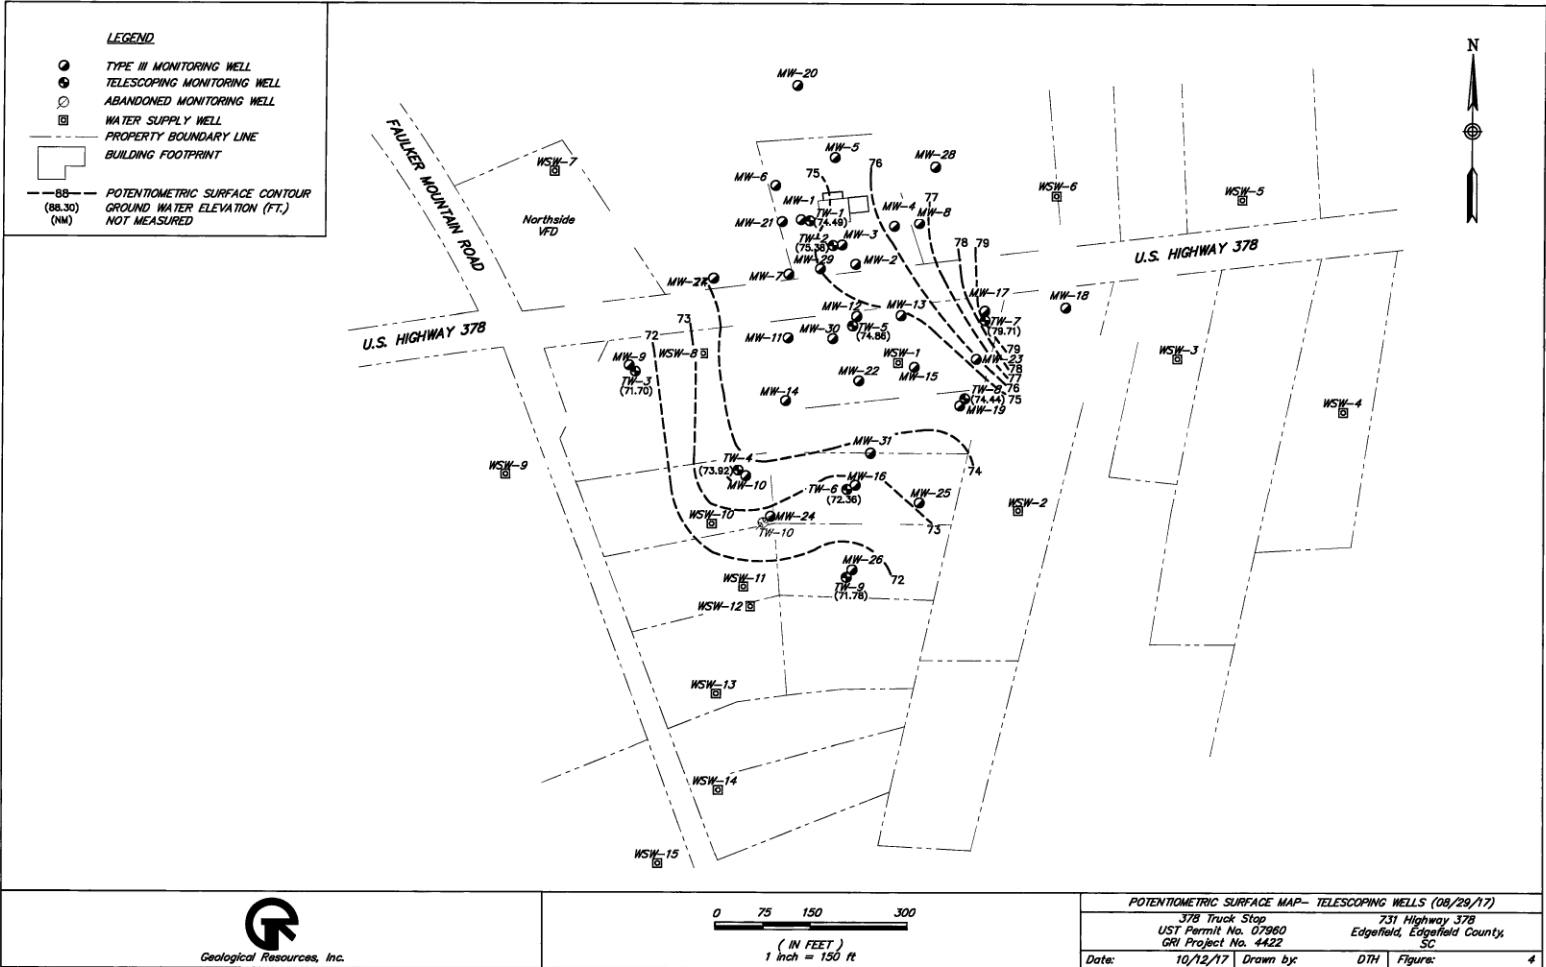 LEGEND
TYPE III MONITORING WELL
TELESCOPING MONITORING WELL
ABANDONED MONITORING WELL
WATER SUPPLY WELL
PROPERTY BOUNDARY LINE
BUILDING FOOTPRINT
88
POTENTIOMETRIC SURFACE CONTOUR
(88.30)
GROUND WATER ELEVATION (FT.)
(NM)
NOT MEASURED
N
FAULKER MOUNTAIN ROAD
U.S. HIGHWAY 378
U.S. HIGHWAY 378
WSW-7
Northside
VFD
MW-20
MW-5
76
MW-28
75
MW-6
77
WSW-6
WSW-5
MW-1
TW-1
(74.49)
MW-4
MW-8
MW-21
TW-2
(75.38)
MW-3
78
79
MW-29
MW-2
MW-7
MW-27
MW-12
MW-13
MW-17
MW-18
TW-7
(79.71)
73
72
TW-5
(74.86)
MW-11
MW-30
WSW-8
MW-9
TW-3
(71.70)
WSW-1
MW-15
MW-23
79
78
77
76
75
WSW-3
MW-22
MW-14
TW-8
(74.44)
MW-19
WSW-4
MW-31
74
TW-4
(73.92)
MW-10
WSW-9
MW-16
TW-6
(72.36)
MW-25
73
WSW-2
WSW-10
MW-24
TW-10
MW-26
72
TW-9
(71.78)
WSW-11
WSW-12
WSW-13
WSW-14
WSW-15
Geological Resources, Inc.
0 75 150 300
( IN FEET )
1 inch = 150 ft
POTENTIOMETRIC SURFACE MAP- TELESCOPING WELLS (08/29/17)
378 Truck Stop
UST Permit No. 07960
GRI Project No. 4422
731 Highway 378
Edgefield, Edgefield County,
SC
Date: 10/12/17 Drawn by: DTH Figure: 4